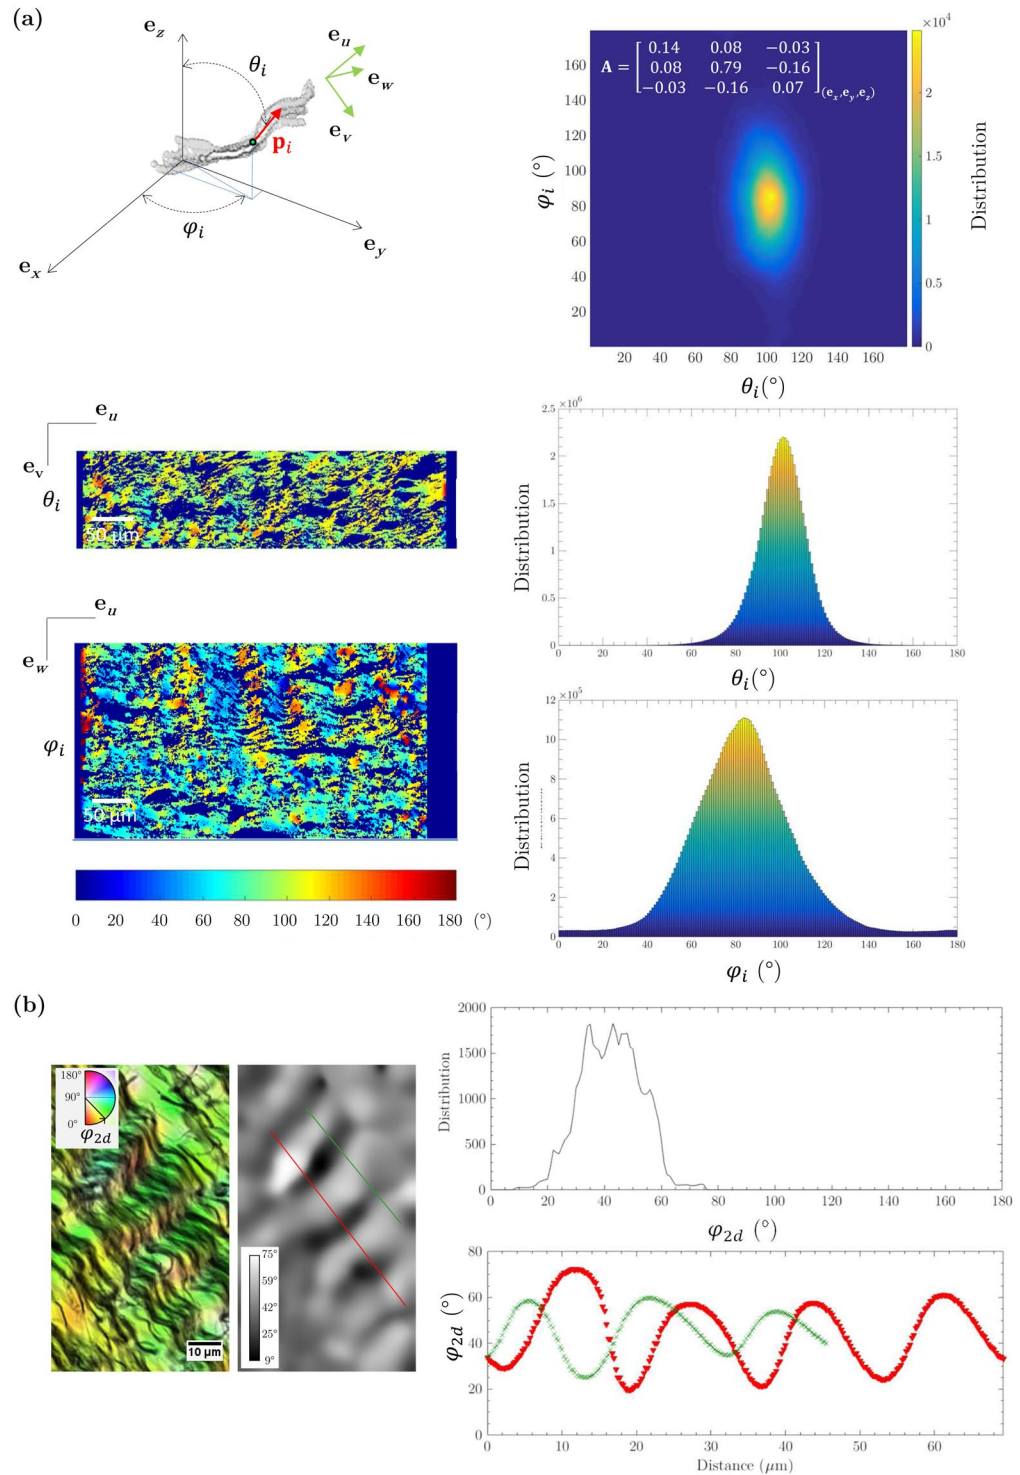 (a)
e_z
θ_i
e_u
e_w
e_v
p_i
φ_i
e_x
e_y
×10⁴
A = [0.14 0.08 −0.03
0.08 0.79 −0.16
−0.03 −0.16 0.07](e_x,e_y,e_z)
160
140
120
100
80
60
40
20
φ_i (°)
20 40 60 80 100 120 140 160
θ_i(°)
2
1.5
1
0.5
0
Distribution
e_u
e_v
θ_i
50 µm
e_u
e_w
φ_i
50 µm
0 20 40 60 80 100 120 140 160 180 (°)
×10⁶
2.5
2
1.5
1
0.5
0
Distribution
0 20 40 60 80 100 120 140 160 180
θ_i(°)
×10⁵
12
10
8
6
4
2
0
Distribution
0 20 40 60 80 100 120 140 160 180
φ_i (°)
(b)
180°
90°
0°
φ_2d
10 µm
75°
59°
42°
25°
9°
2000
1500
1000
500
0
Distribution
0 20 40 60 80 100 120 140 160 180
φ_2d (°)
80
60
40
20
0
φ_2d (°)
0 10 20 30 40 50 60
Distance (µm)